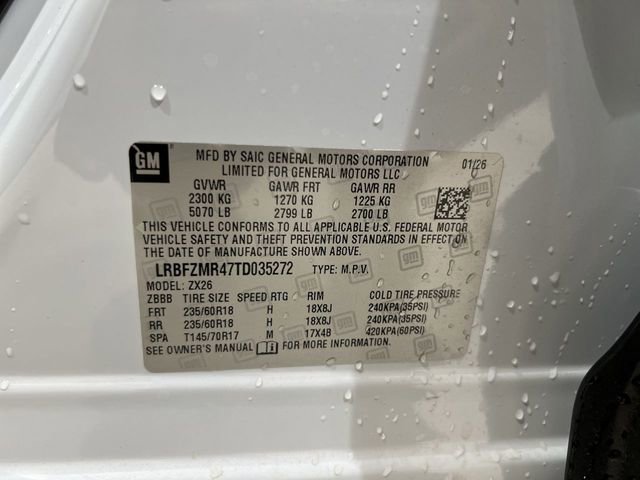 GM
MFD BY SAIC GENERAL MOTORS CORPORATION 01/26
LIMITED FOR GENERAL MOTORS LLC
GVWR GAWR FRT GAWR RR
2300 KG 1270 KG 1225 KG
5070 LB 2799 LB 2700 LB
THIS VEHICLE CONFORMS TO ALL APPLICABLE U.S. FEDERAL MOTOR
VEHICLE SAFETY AND THEFT PREVENTION STANDARDS IN EFFECT ON
THE DATE OF MANUFACTURE SHOWN ABOVE.
LRBFZMR47TD035272 TYPE: M.P.V.
MODEL: ZX26
ZBBB TIRE SIZE SPEED RTG RIM COLD TIRE PRESSURE
FRT 235/60R18 H 18X8J 240KPA(35PSI)
RR 235/60R18 H 18X8J 240KPA(35PSI)
SPA T145/70R17 M 17X4B 420KPA(60PSI)
SEE OWNER'S MANUAL FOR MORE INFORMATION.